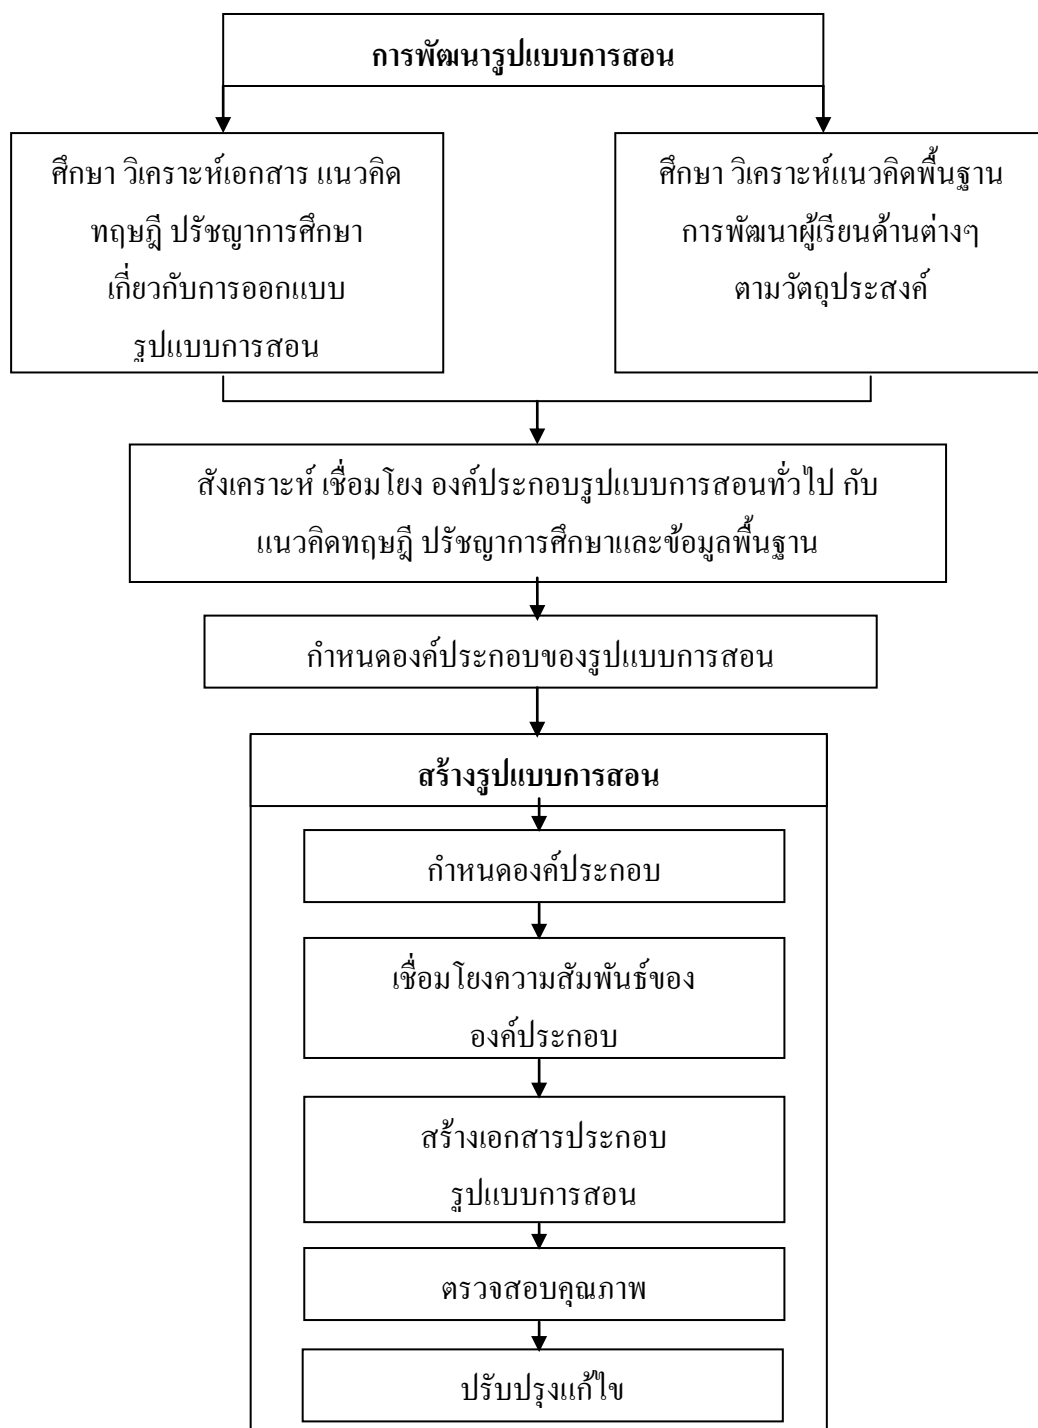 การพัฒนารูปแบบการสอน
ศึกษา วิเคราะห์เอกสาร แนวคิด
ทฤษฎี ปรัชญาการศึกษา
เกี่ยวกับการออกแบบ
รูปแบบการสอน
ศึกษา วิเคราะห์แนวคิดพื้นฐาน
การพัฒนาผู้เรียนด้านต่างๆ
ตามวัตถุประสงค์
สังเคราะห์ เชื่อมโยง องค์ประกอบรูปแบบการสอนทั่วไป กับ
แนวคิดทฤษฎี ปรัชญาการศึกษาและข้อมูลพื้นฐาน
กำหนดองค์ประกอบของรูปแบบการสอน
สร้างรูปแบบการสอน
กำหนดองค์ประกอบ
เชื่อมโยงความสัมพันธ์ของ
องค์ประกอบ
สร้างเอกสารประกอบ
รูปแบบการสอน
ตรวจสอบคุณภาพ
ปรับปรุงแก้ไข